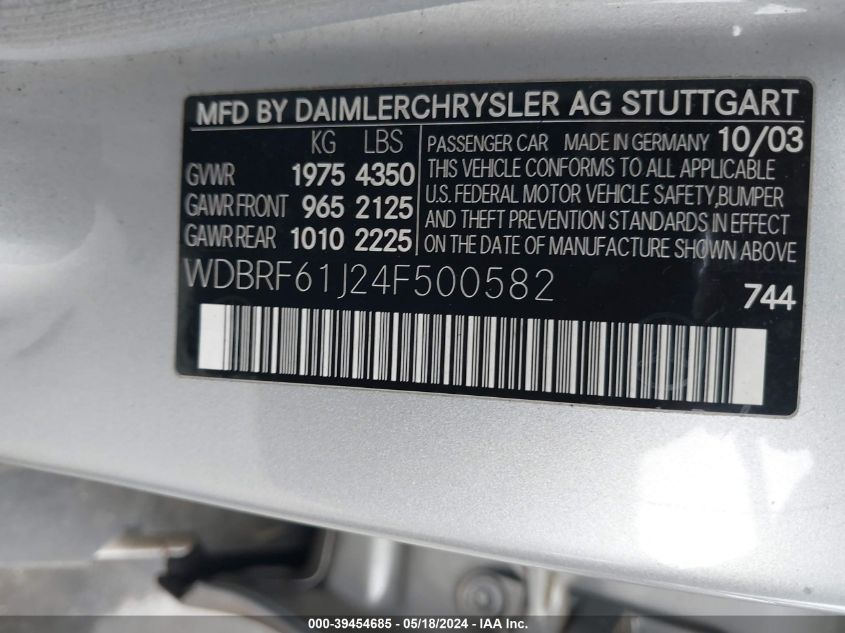 MFD BY DAIMLERCHRYSLER AG STUTTGART
KG LBS
GVWR 1975 4350
GAWR FRONT 965 2125
GAWR REAR 1010 2225
PASSENGER CAR MADE IN GERMANY 10/03
THIS VEHICLE CONFORMS TO ALL APPLICABLE
U.S. FEDERAL MOTOR VEHICLE SAFETY,BUMPER
AND THEFT PREVENTION STANDARDS IN EFFECT
ON THE DATE OF MANUFACTURE SHOWN ABOVE
WDBRF61J24F500582
744
000-39454685 - 05/18/2024 - IAA Inc.